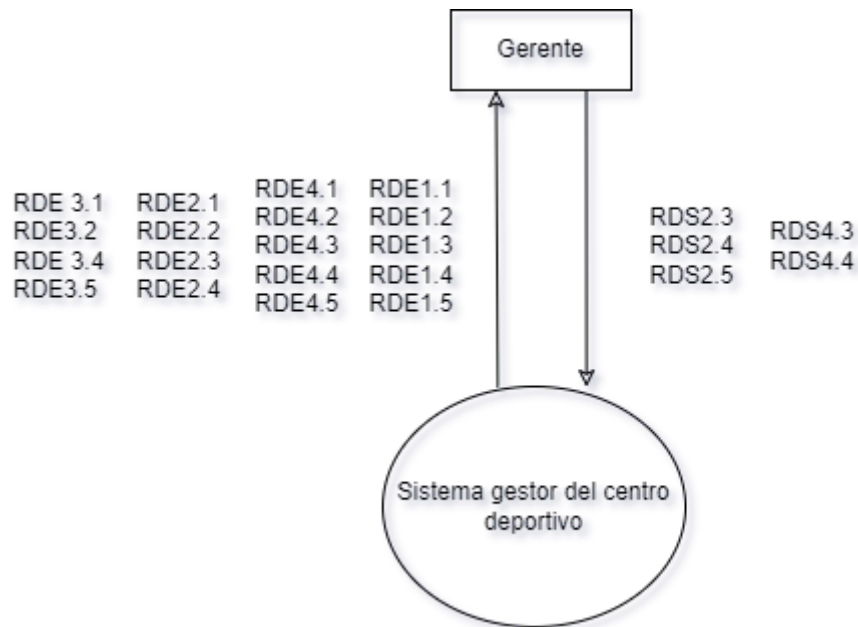 Gerente
RDE 3.1
RDE3.2
RDE 3.4
RDE3.5
RDE2.1
RDE2.2
RDE2.3
RDE2.4
RDE4.1
RDE4.2
RDE4.3
RDE4.4
RDE4.5
RDE1.1
RDE1.2
RDE1.3
RDE1.4
RDE1.5
RDS2.3
RDS2.4
RDS2.5
RDS4.3
RDS4.4
Sistema gestor del centro
deportivo